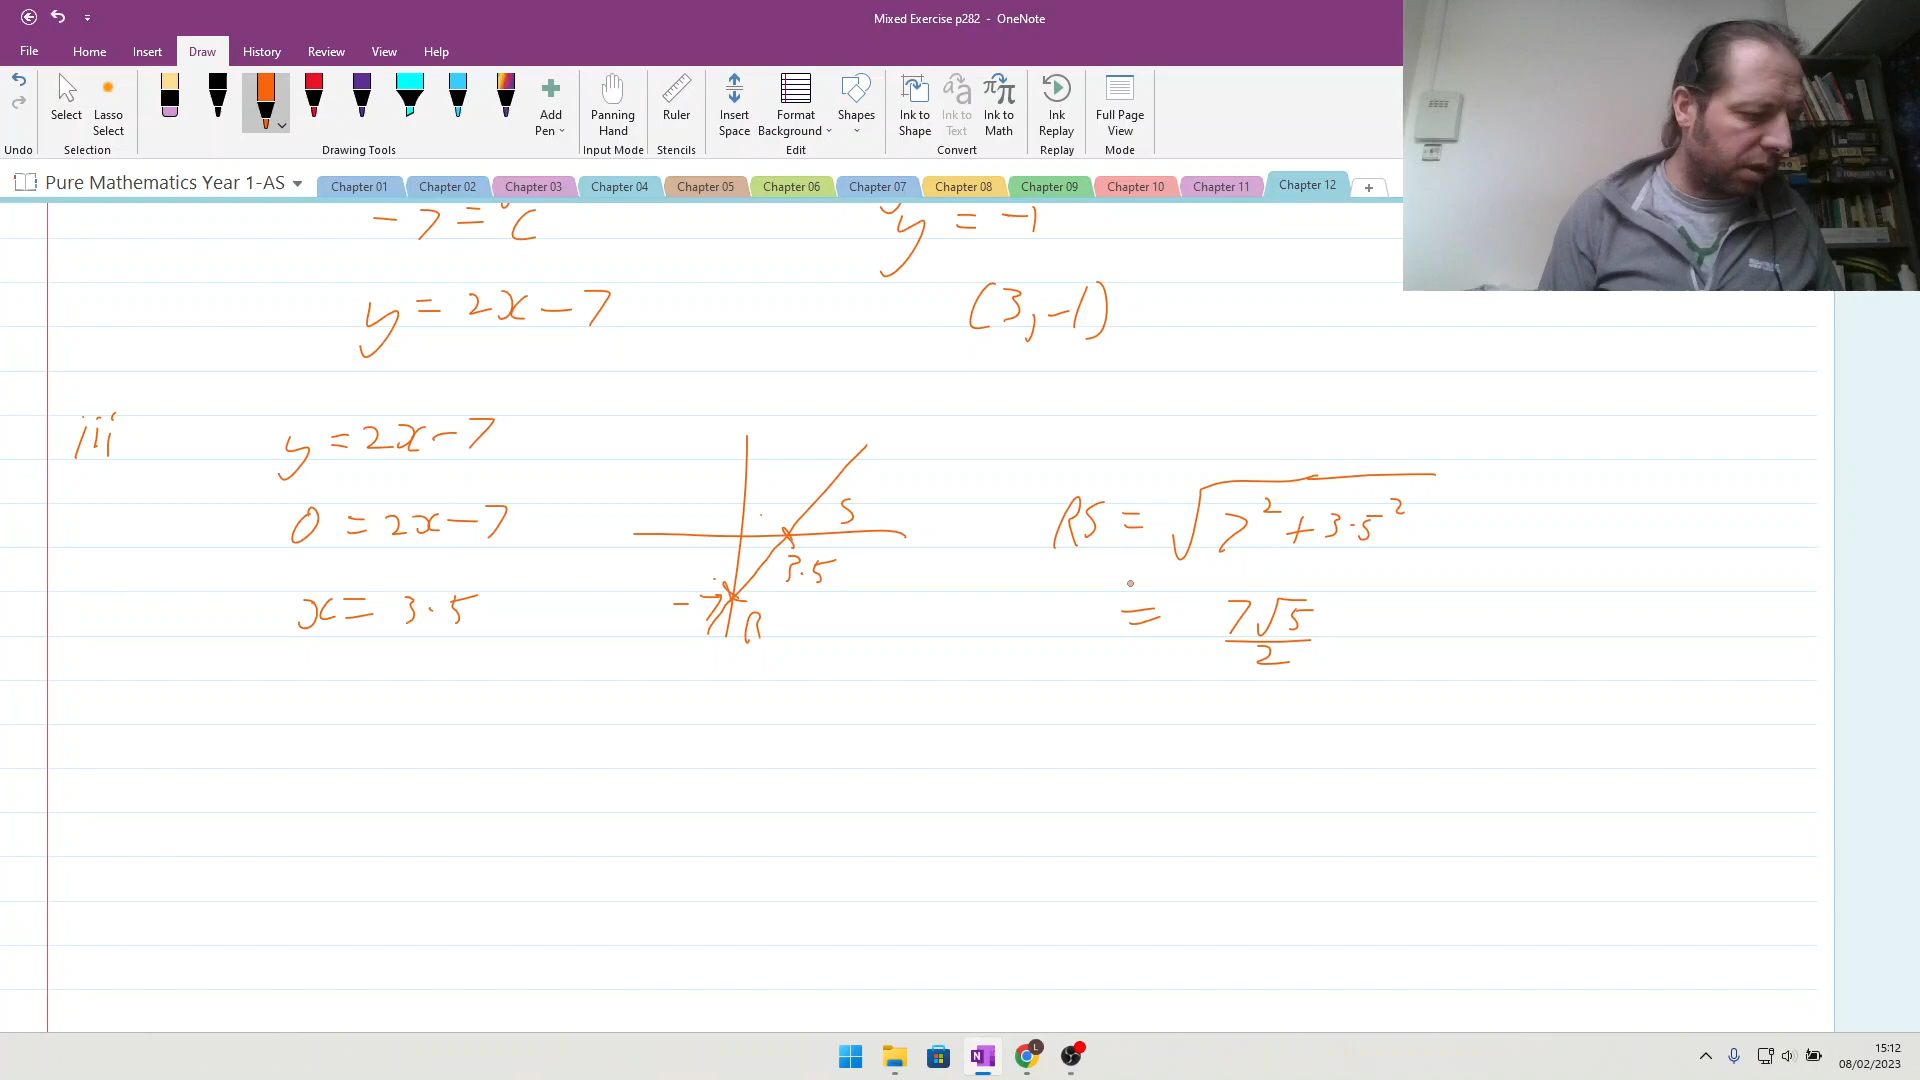 Mixed Exercise p282 - OneNote
File Home Insert Draw History Review View Help
Undo
Select
Lasso Select
Selection
Drawing Tools
Add Pen
Panning Hand
Input Mode
Ruler
Stencils
Insert Space
Format Background
Shapes
Edit
Ink to Shape
Ink to Text
Ink to Math
Convert
Ink Replay
Replay
Full Page View
Mode
Pure Mathematics Year 1-AS
Chapter 01 Chapter 02 Chapter 03 Chapter 04 Chapter 05 Chapter 06 Chapter 07 Chapter 08 Chapter 09 Chapter 10 Chapter 11 Chapter 12 +
-7 = c
y = 2x - 7
y = -1
(3, -1)
iii
y = 2x - 7
0 = 2x - 7
x = 3.5
S
3.5
-7
R
RS = √7² + 3.5²
= 7√5/2
15:12
08/02/2023